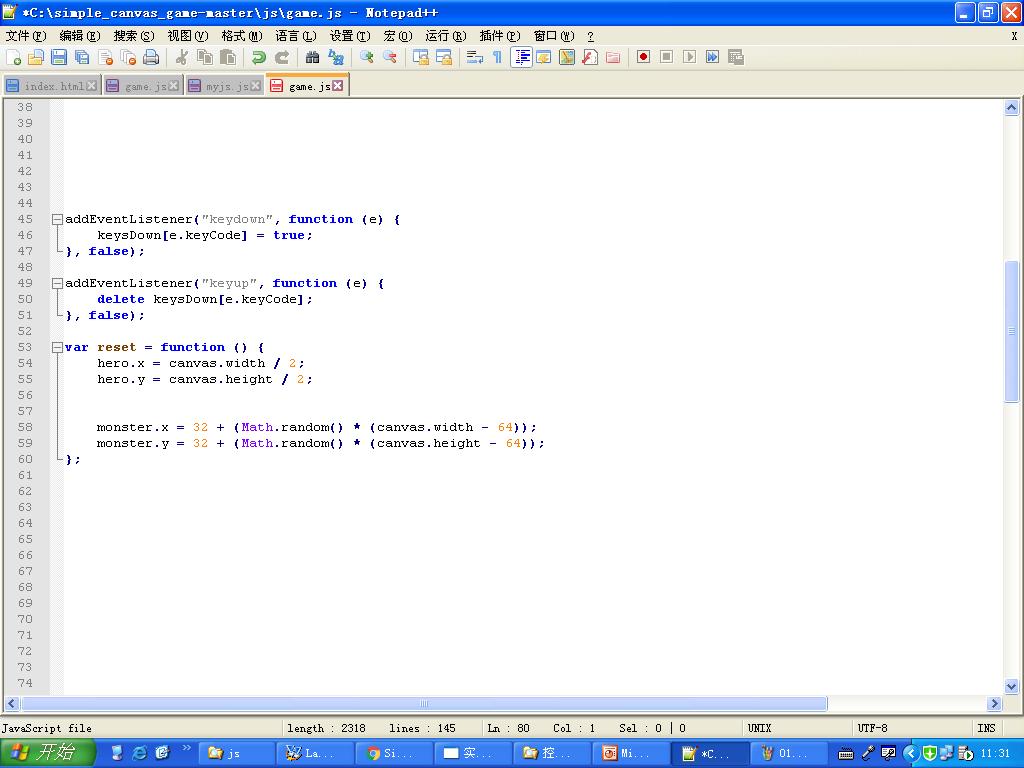 *C:\simple_canvas_game-master\js\game.js - Notepad++
文件(F) 编辑(E) 搜索(S) 视图(V) 格式(M) 语言(L) 设置(T) 宏(O) 运行(R) 插件(P) 窗口(W) ? X
index.html game.js myjs.js game.js
38
39
40
41
42
43
44
45 addEventListener("keydown", function (e) {
46 keysDown[e.keyCode] = true;
47 }, false);
48
49 addEventListener("keyup", function (e) {
50 delete keysDown[e.keyCode];
51 }, false);
52
53 var reset = function () {
54 hero.x = canvas.width / 2;
55 hero.y = canvas.height / 2;
56
57
58 monster.x = 32 + (Math.random() * (canvas.width - 64));
59 monster.y = 32 + (Math.random() * (canvas.height - 64));
60 };
61
62
63
64
65
66
67
68
69
70
71
72
73
74
JavaScript file length : 2318 lines : 145 Ln : 80 Col : 1 Sel : 0 | 0 UNIX UTF-8 INS
开始 js La... Si... 实... 控... Mi... *C... 01... 11:31